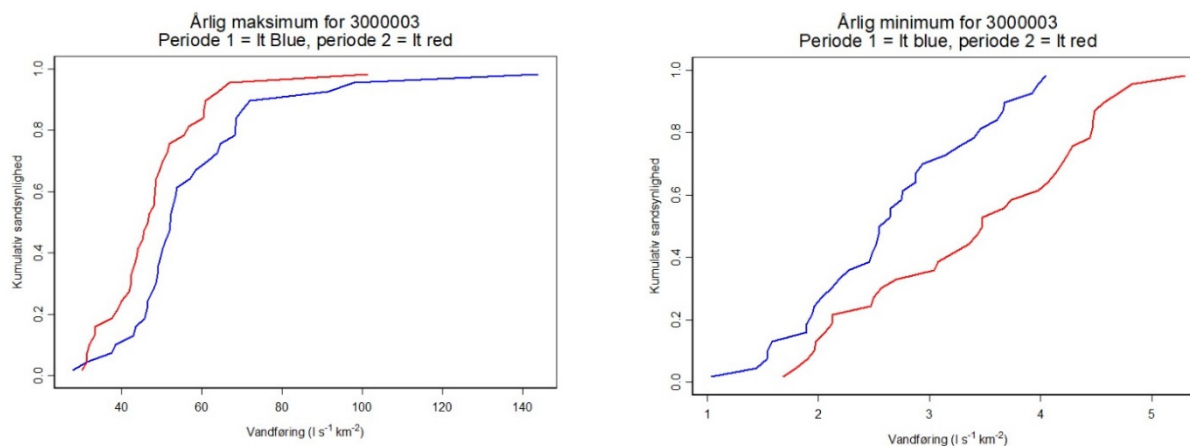 Årlig maksimum for 3000003
Periode 1 = lt Blue, periode 2 = lt red
Kumulativ sandsynlighed
1.0
0.8
0.6
0.4
0.2
0.0
40
60
80
100
120
140
Vandføring (l s⁻¹ km⁻²)
Årlig minimum for 3000003
Periode 1 = lt blue, periode 2 = lt red
Kumulativ sandsynlighed
1.0
0.8
0.6
0.4
0.2
0.0
1
2
3
4
5
Vandføring (l s⁻¹ km⁻²)